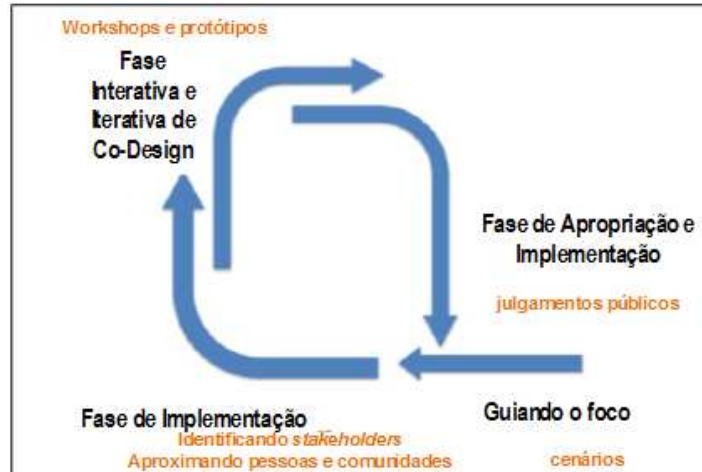 Workshops e protótipos
Fase
Interativa e
Iterativa de
Co-Design
Fase de Apropriação e
Implementação
julgamentos públicos
Fase de Implementação
Identificando stakeholders
Aproximando pessoas e comunidades
Guiando o foco
cenários